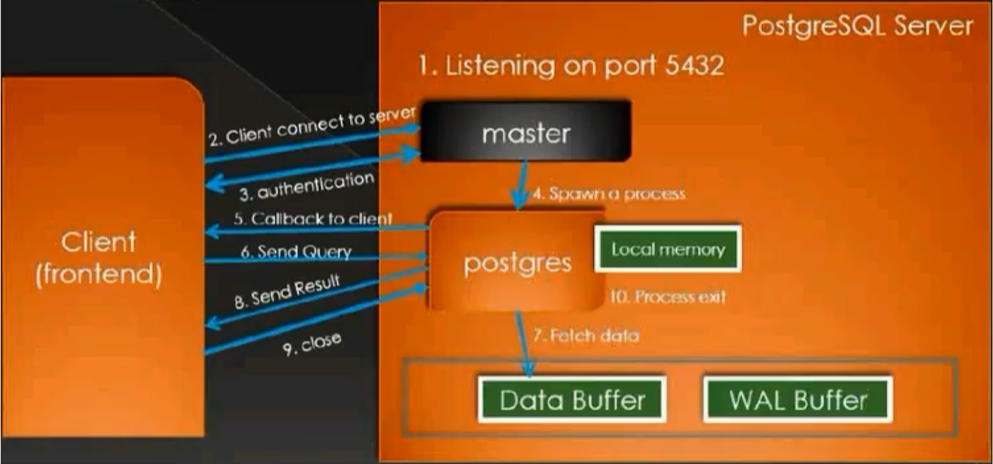 PostgreSQL Server
1. Listening on port 5432
master
2. Client connect to server
3. authentication
4. Spawn a process
5. Callback to client
Client
(frontend)
6. Send Query
postgres
Local memory
8. Send Result
10. Process exit
9. close
7. Fetch data
Data Buffer
WAL Buffer